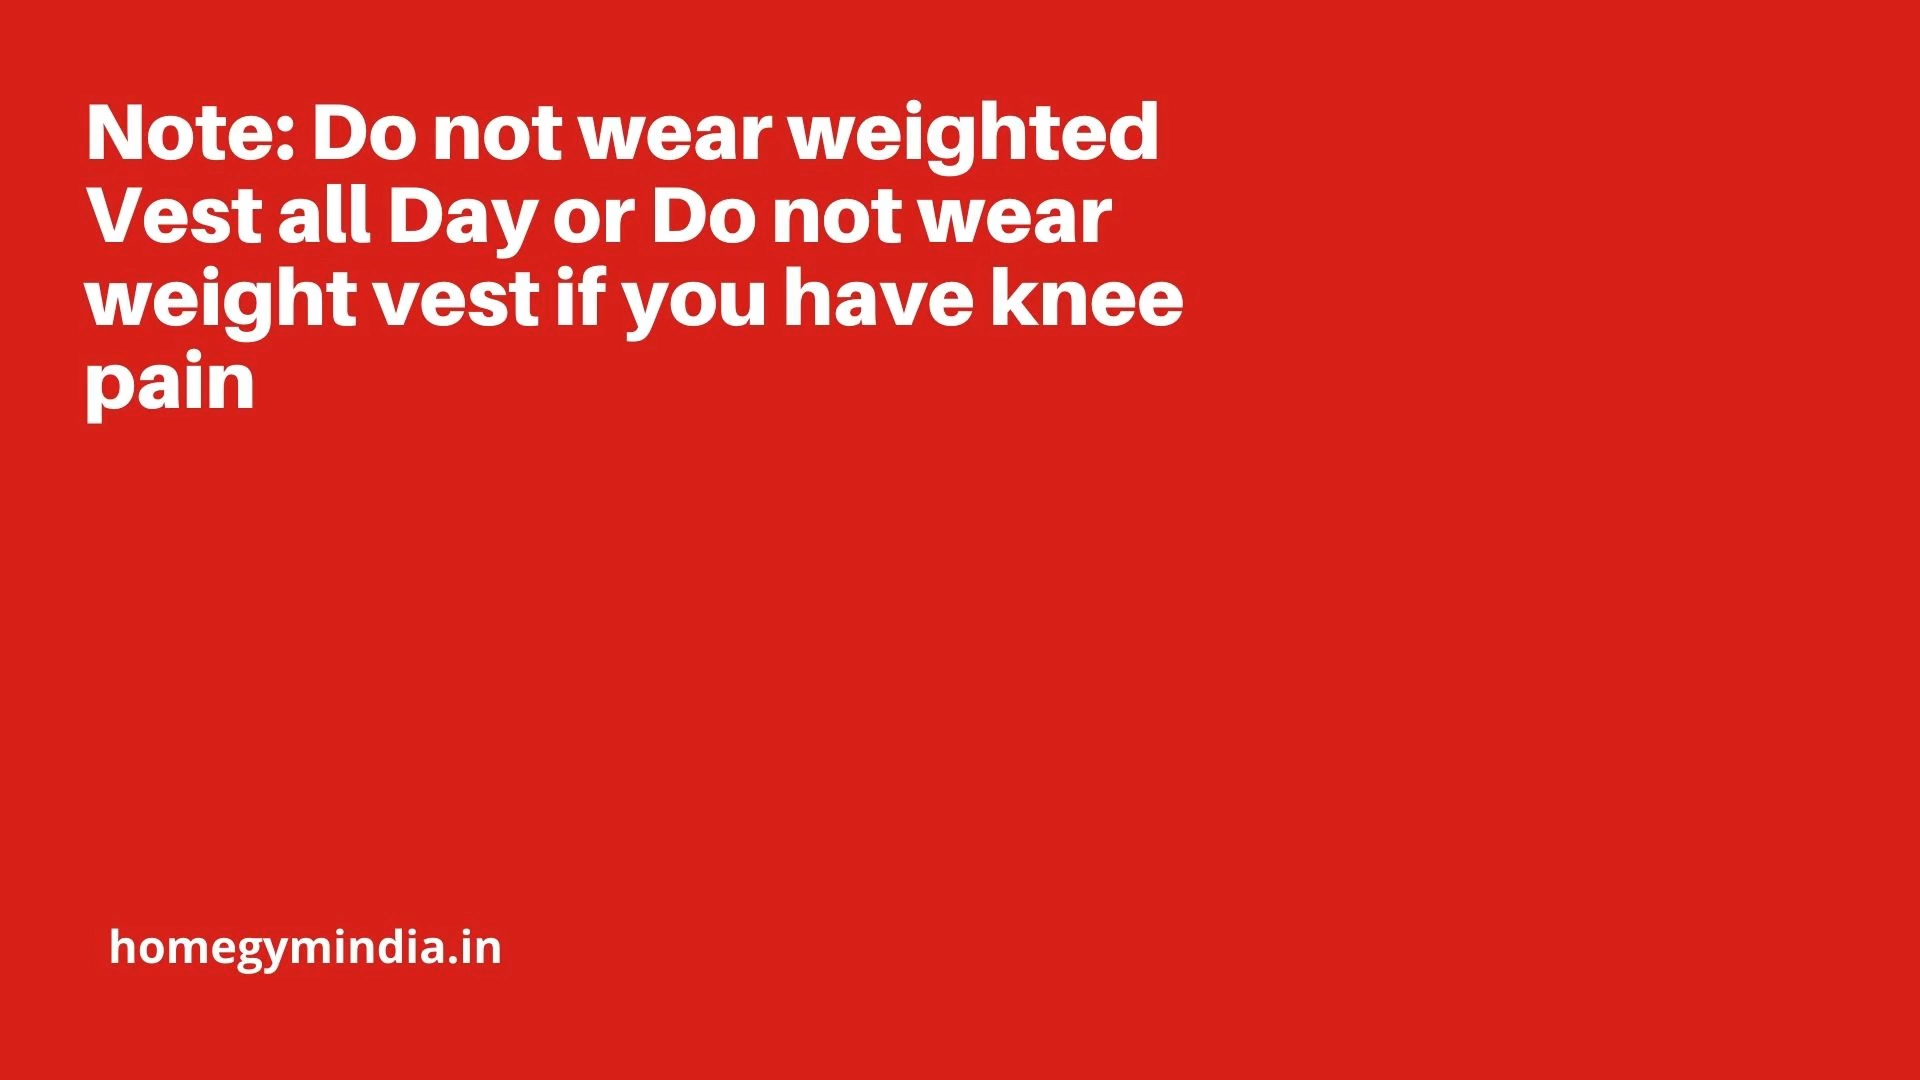 Note: Do not wear weighted
Vest all Day or Do not wear
weight vest if you have knee
pain
homegymindia.in